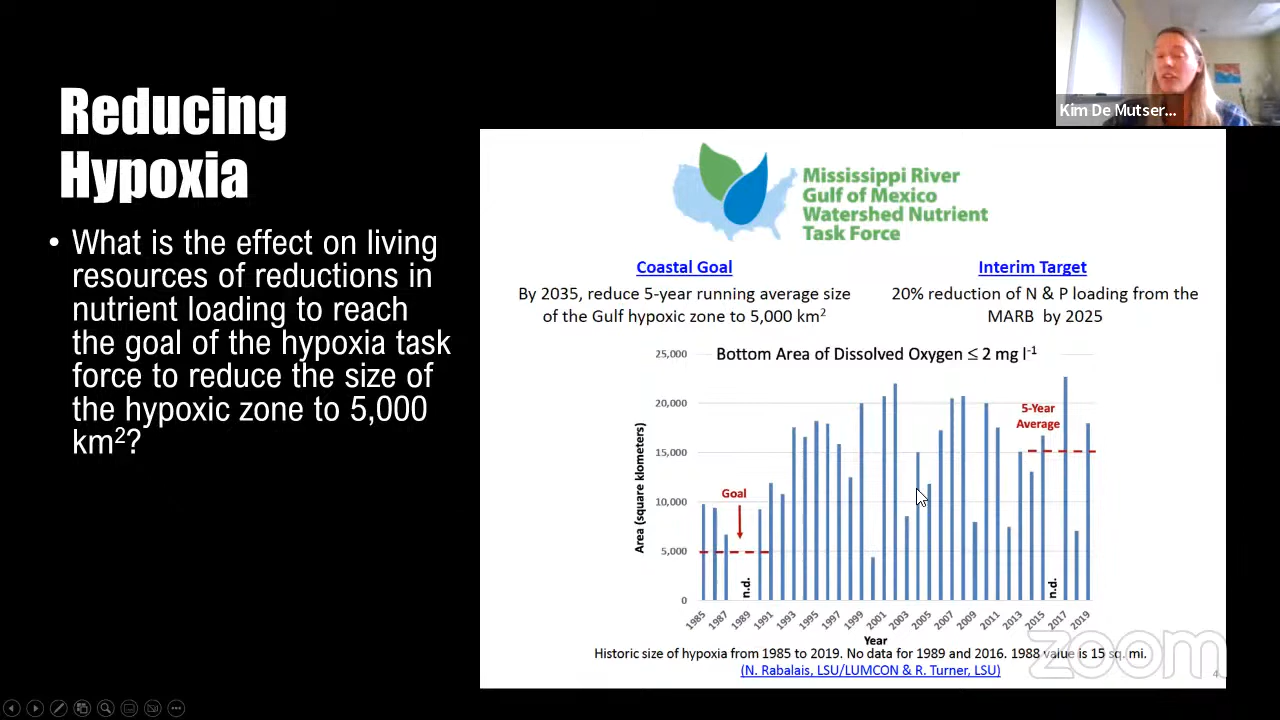 Kim De Mutser...
Reducing
Hypoxia
• What is the effect on living
resources of reductions in
nutrient loading to reach
the goal of the hypoxia task
force to reduce the size of
the hypoxic zone to 5,000
km²?
Mississippi River
Gulf of Mexico
Watershed Nutrient
Task Force
Coastal Goal
By 2035, reduce 5-year running average size
of the Gulf hypoxic zone to 5,000 km²
Interim Target
20% reduction of N & P loading from the
MARB by 2025
Bottom Area of Dissolved Oxygen ≤ 2 mg l⁻¹
Area (square klometers)
25,000
20,000
15,000
10,000
5,000
0
Goal
5-Year
Average
n.d.
n.d.
1985
1987
1989
1991
1993
1995
1997
1999
2001
2003
2005
2007
2009
2011
2013
2015
2017
2019
Year
Historic size of hypoxia from 1985 to 2019. No data for 1989 and 2016. 1988 value is 15 sq. mi.
(N. Rabalais, LSU/LUMCON & R. Turner, LSU)
4
zoom